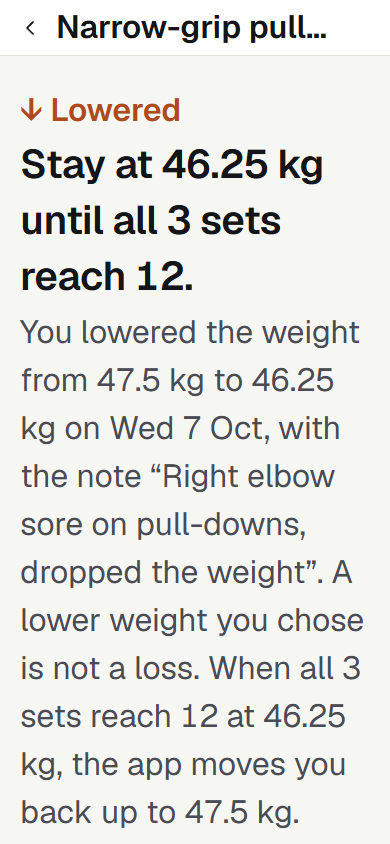 Narrow-grip pull...
↓ Lowered
Stay at 46.25 kg
until all 3 sets
reach 12.
You lowered the weight
from 47.5 kg to 46.25
kg on Wed 7 Oct, with
the note “Right elbow
sore on pull-downs,
dropped the weight”. A
lower weight you chose
is not a loss. When all 3
sets reach 12 at 46.25
kg, the app moves you
back up to 47.5 kg.